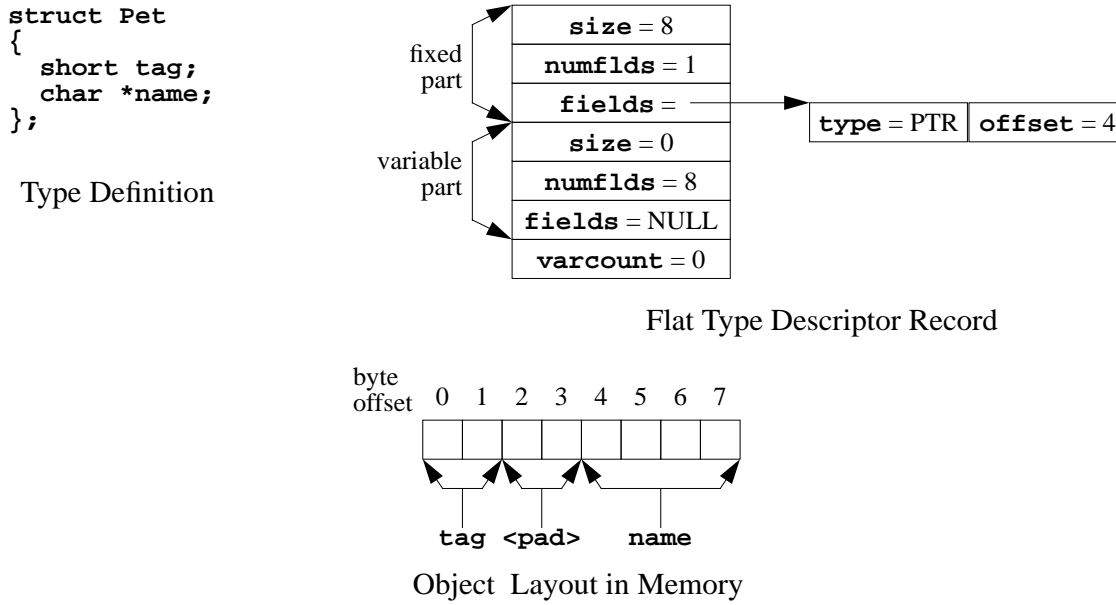 struct Pet
{
short tag;
char *name;
};
Type Definition
fixed
part
variable
part
size = 8
numflds = 1
fields =
size = 0
numflds = 8
fields = NULL
varcount = 0
type = PTR offset = 4
Flat Type Descriptor Record
byte
offset 0 1 2 3 4 5 6 7
tag <pad> name
Object Layout in Memory